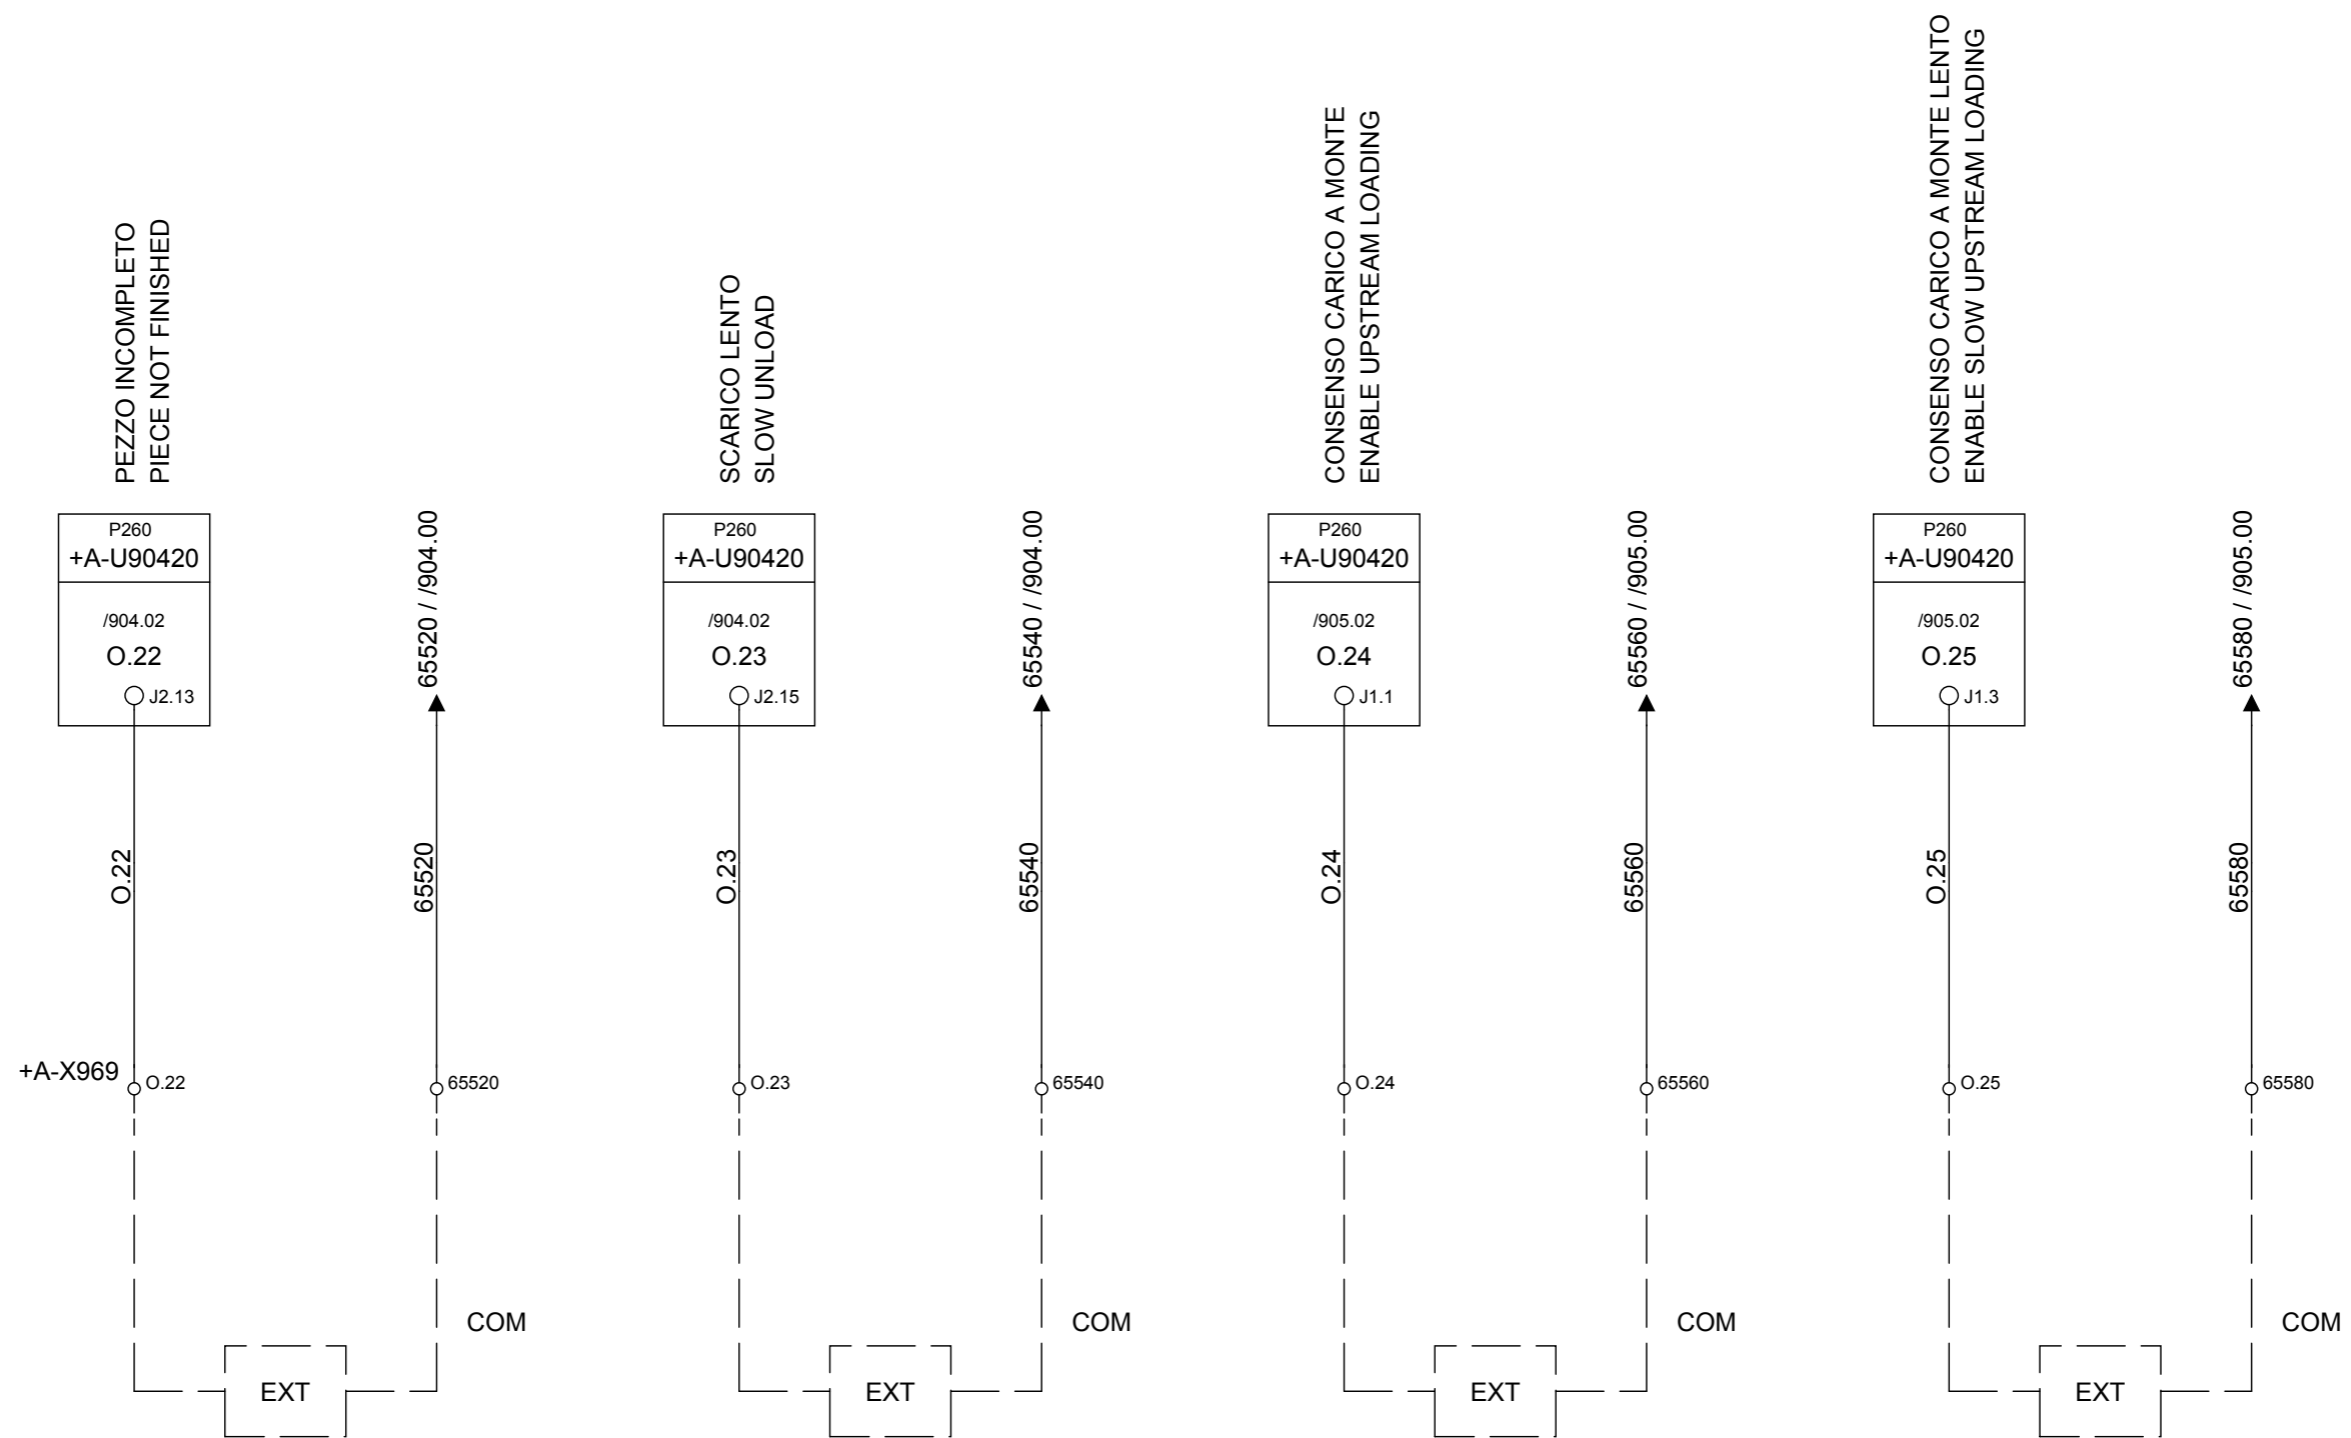 PEZZO INCOMPLETO
PIECE NOT FINISHED
P260
+A-U90420
/904.02
O.22
J2.13
65520 / /904.00
O.22
65520
+A-X969
O.22
65520
COM
EXT
SCARICO LENTO
SLOW UNLOAD
P260
+A-U90420
/904.02
O.23
J2.15
65540 / /904.00
O.23
65540
O.23
65540
COM
EXT
CONSENSO CARICO A MONTE
ENABLE UPSTREAM LOADING
P260
+A-U90420
/905.02
O.24
J1.1
65560 / /905.00
O.24
65560
O.24
65560
COM
EXT
CONSENSO CARICO A MONTE LENTO
ENABLE SLOW UPSTREAM LOADING
P260
+A-U90420
/905.02
O.25
J1.3
65580 / /905.00
O.25
65580
O.25
65580
COM
EXT